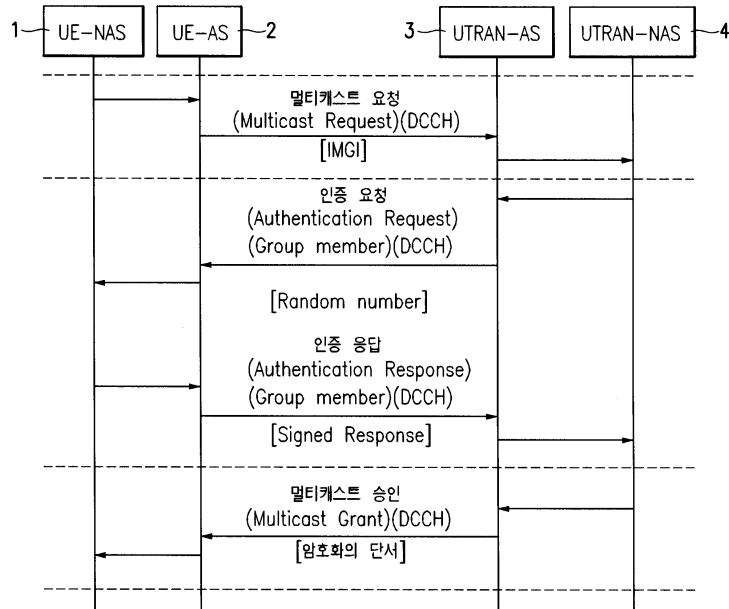 1 UE-NAS UE-AS 2 3 UTRAN-AS UTRAN-NAS 4
멀티캐스트 요청
(Multicast Request)(DCCH)
[IMGI]
인증 요청
(Authentication Request)
(Group member)(DCCH)
[Random number]
인증 응답
(Authentication Response)
(Group member)(DCCH)
[Signed Response]
멀티캐스트 승인
(Multicast Grant)(DCCH)
[암호화의 단서]